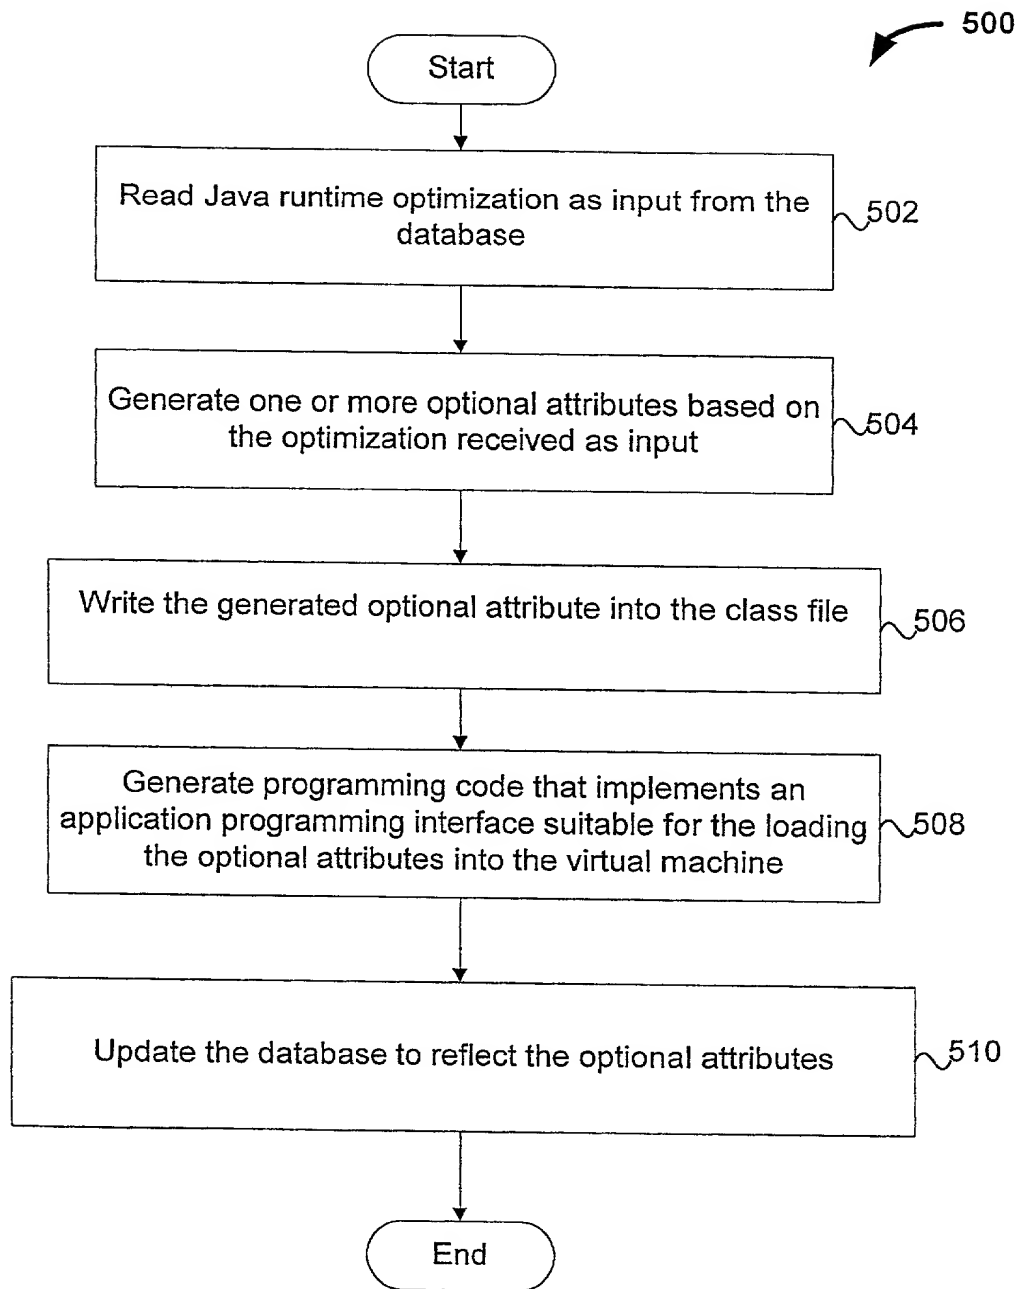 500
Start
Read Java runtime optimization as input from the
database
502
Generate one or more optional attributes based on
the optimization received as input
504
Write the generated optional attribute into the class file
506
Generate programming code that implements an
application programming interface suitable for the loading
the optional attributes into the virtual machine
508
Update the database to reflect the optional attributes
510
End